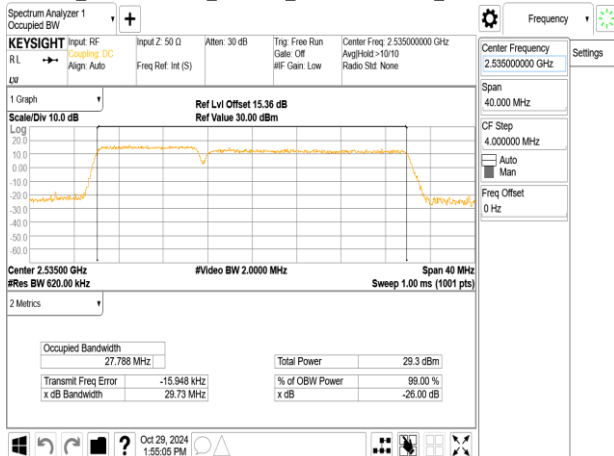 Spectrum Analyzer 1
Occupied BW
+
Frequency
KEYSIGHT
RL
LXI
Input: RF
Coupling: DC
Align: Auto
Input Z: 50 Ω
Freq Ref: Int (S)
Atten: 30 dB
Trig: Free Run
Gate: Off
#IF Gain: Low
Center Freq: 2.535000000 GHz
Avg|Hold:>10/10
Radio Std: None
Center Frequency
2.535000000 GHz
Settings
Span
40.000 MHz
CF Step
4.000000 MHz
Auto
Man
Freq Offset
0 Hz
1 Graph
Scale/Div 10.0 dB
Ref Lvl Offset 15.36 dB
Ref Value 30.00 dBm
Log
20.0
10.0
0.00
-10.0
-20.0
-30.0
-40.0
-50.0
-60.0
Center 2.53500 GHz
#Video BW 2.0000 MHz
Span 40 MHz
#Res BW 620.00 kHz
Sweep 1.00 ms (1001 pts)
2 Metrics
Occupied Bandwidth
27.788 MHz
Total Power 29.3 dBm
Transmit Freq Error -15.948 kHz
% of OBW Power 99.00 %
x dB Bandwidth 29.73 MHz
x dB -26.00 dB
?
Oct 29, 2024
1:55:05 PM